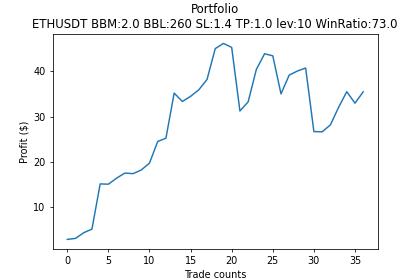 Portfolio
ETHUSDT BBM:2.0 BBL:260 SL:1.4 TP:1.0 lev:10 WinRatio:73.0
40
30
20
10
Profit ($)
0 5 10 15 20 25 30 35
Trade counts